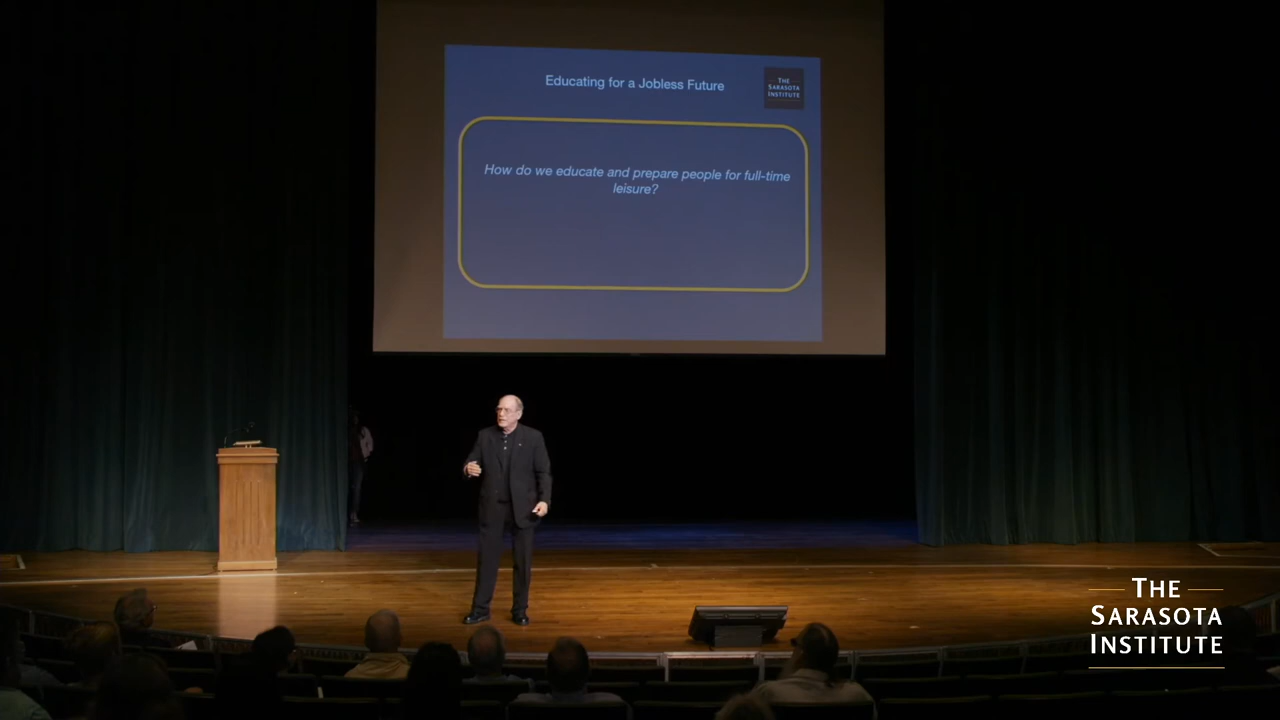 Educating for a Jobless Future
THE
SARASOTA
INSTITUTE
How do we educate and prepare people for full-time
leisure?
THE
SARASOTA
INSTITUTE